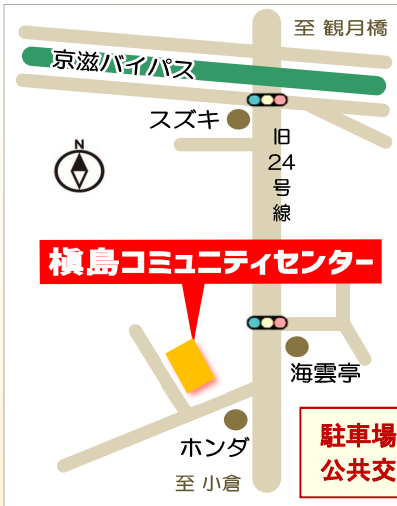 至 観月橋
京滋バイパス
スズキ
旧24号線
N
槇島コミュニティセンター
海雲亭
ホンダ
至 小倉
駐車場
公共交